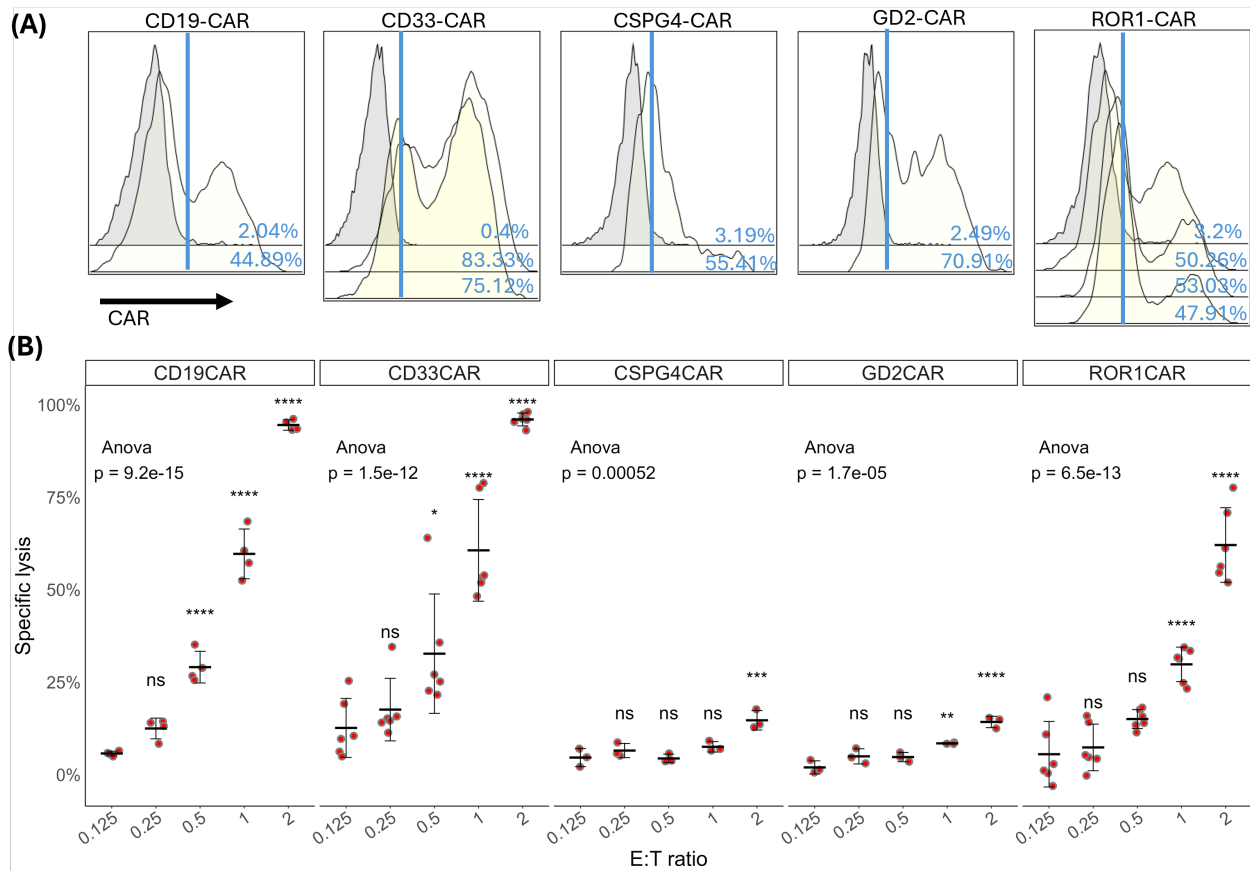 (A)
CD19-CAR CD33-CAR CSPG4-CAR GD2-CAR ROR1-CAR
2.04%
44.89%
0.4%
83.33%
75.12%
3.19%
55.41%
2.49%
70.91%
3.2%
50.26%
53.03%
47.91%
CAR
(B)
CD19CAR CD33CAR CSPG4CAR GD2CAR ROR1CAR
Specific lysis
100%
75%
50%
25%
0%
Anova
p = 9.2e-15
ns
****
****
****
Anova
p = 1.5e-12
ns
*
****
****
Anova
p = 0.00052
ns
ns
ns
***
Anova
p = 1.7e-05
ns
ns
**
****
Anova
p = 6.5e-13
ns
ns
****
****
0.125 0.25 0.5 1 2 0.125 0.25 0.5 1 2 0.125 0.25 0.5 1 2 0.125 0.25 0.5 1 2 0.125 0.25 0.5 1 2
E:T ratio